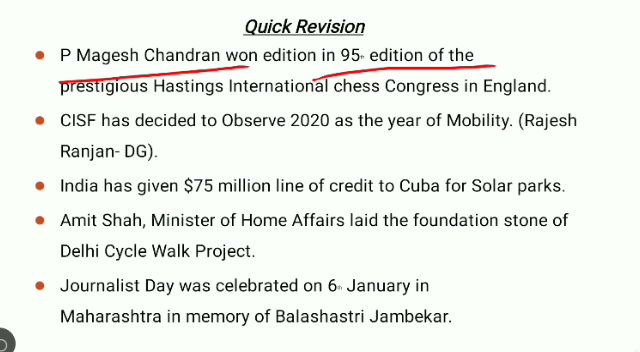 Quick Revision
• P Magesh Chandran won edition in 95th edition of the
prestigious Hastings International chess Congress in England.
• CISF has decided to Observe 2020 as the year of Mobility. (Rajesh
Ranjan- DG).
• India has given $75 million line of credit to Cuba for Solar parks.
• Amit Shah, Minister of Home Affairs laid the foundation stone of
Delhi Cycle Walk Project.
• Journalist Day was celebrated on 6th January in
Maharashtra in memory of Balashastri Jambekar.